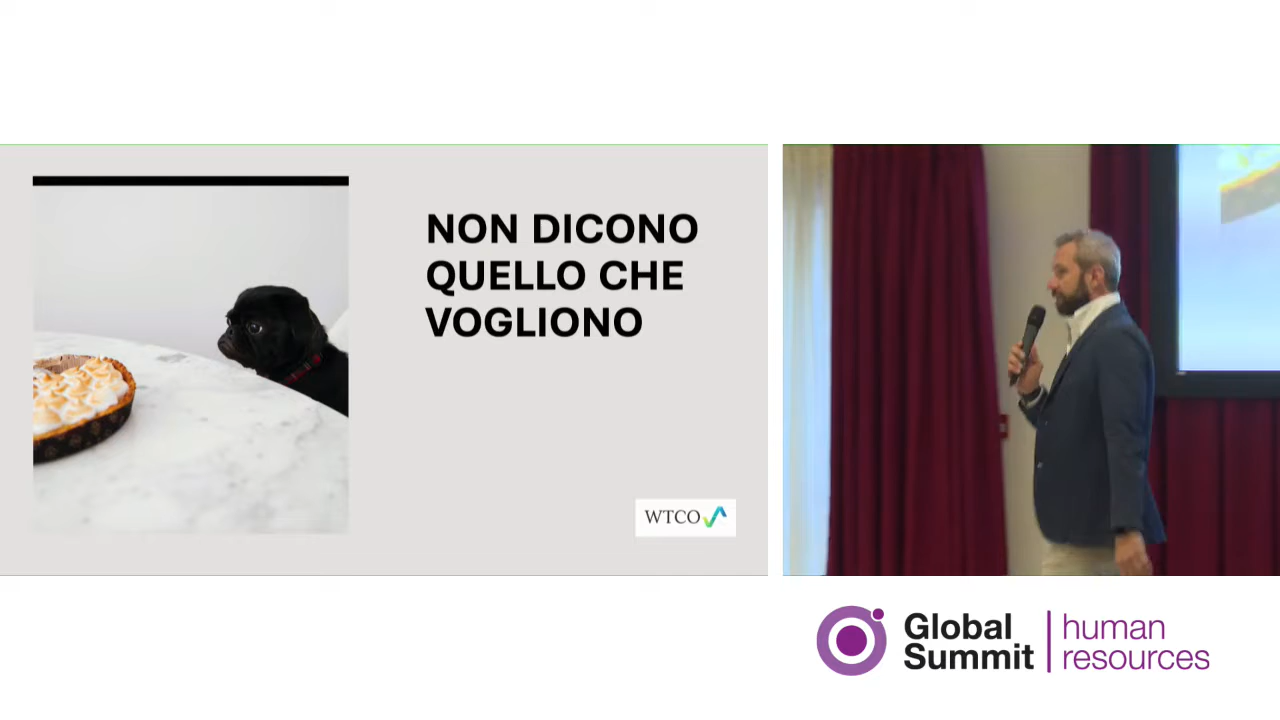 NON DICONO
QUELLO CHE
VOGLIONO
WTCO
Global
Summit
human
resources